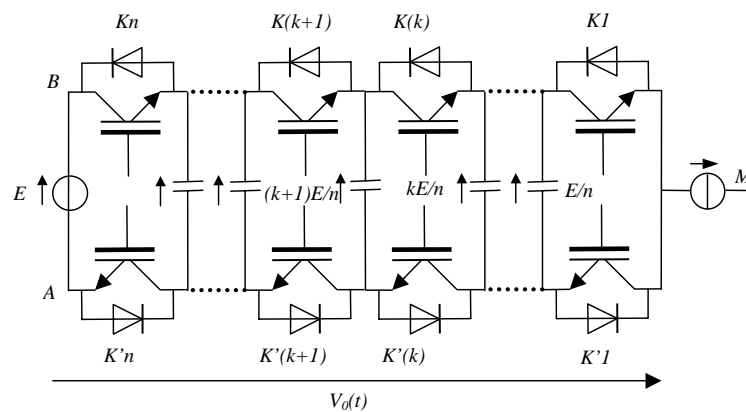 Kn K(k+1) K(k) K1
B
E (k+1)E/n kE/n E/n M
A
K'n K'(k+1) K'(k) K'1
V0(t)